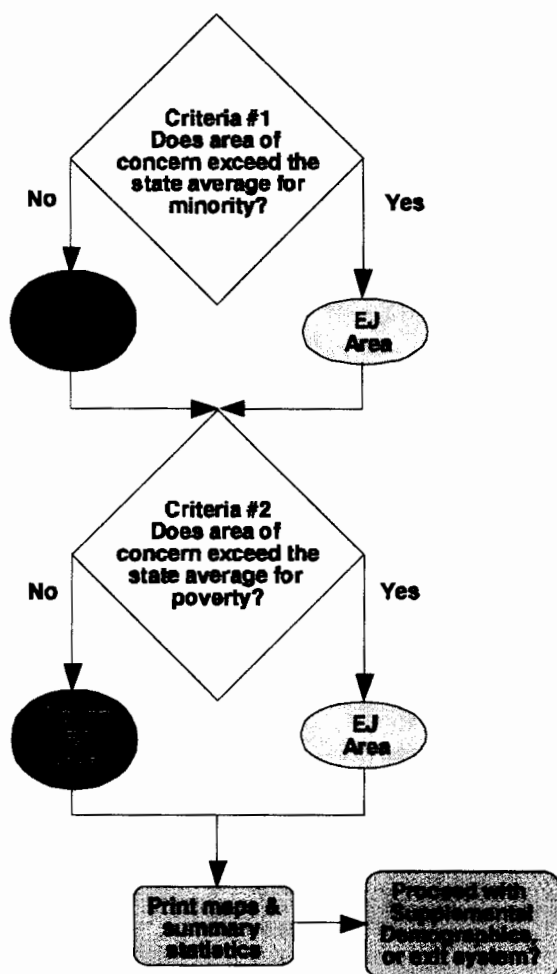 Criteria #1
Does area of
concern exceed the
state average for
minority?
No
Yes
EJ
Area
Criteria #2
Does area of
concern exceed the
state average for
poverty?
No
Yes
EJ
Area
Print maps &
summary
statistics
Proceed with
Supplemental
Demographics
or exit system?